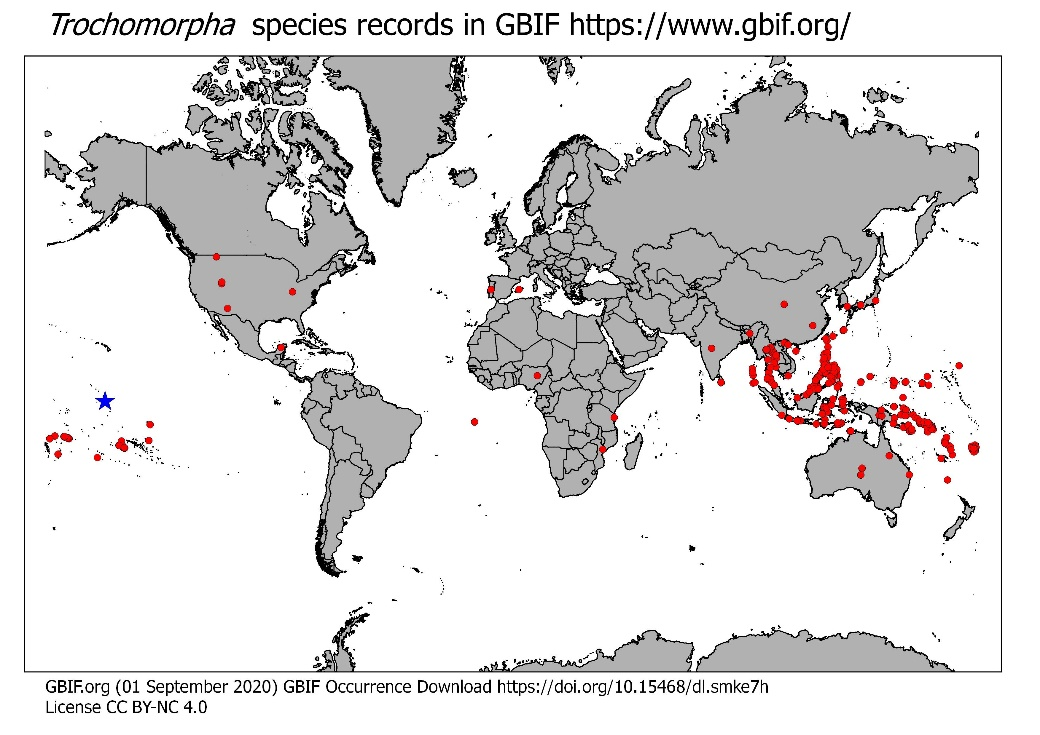 Trochomorpha species records in GBIF https://www.gbif.org/
GBIF.org (01 September 2020) GBIF Occurrence Download https://doi.org/10.15468/dl.smke7h
License CC BY-NC 4.0